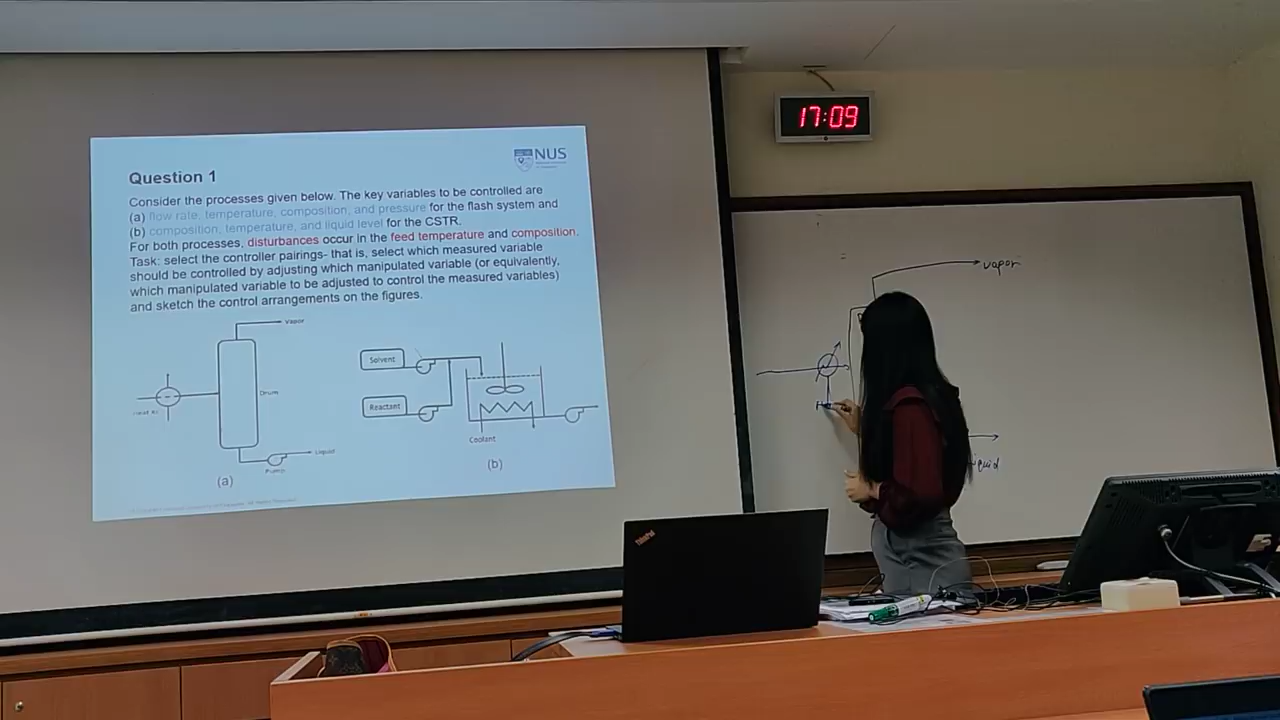 Question 1
NUS
Consider the processes given below. The key variables to be controlled are
(a) flow rate, temperature, composition, and pressure for the flash system and
(b) composition, temperature, and liquid level for the CSTR.
For both processes, disturbances occur in the feed temperature and composition.
Task: select the controller pairings- that is, select which measured variable
should be controlled by adjusting which manipulated variable (or equivalently,
which manipulated variable to be adjusted to control the measured variables)
and sketch the control arrangements on the figures.
Vapor
Drum
Liquid
Pump
(a)
Solvent
Reactant
Coolant
(b)
17:09
vapor
ThinkPad